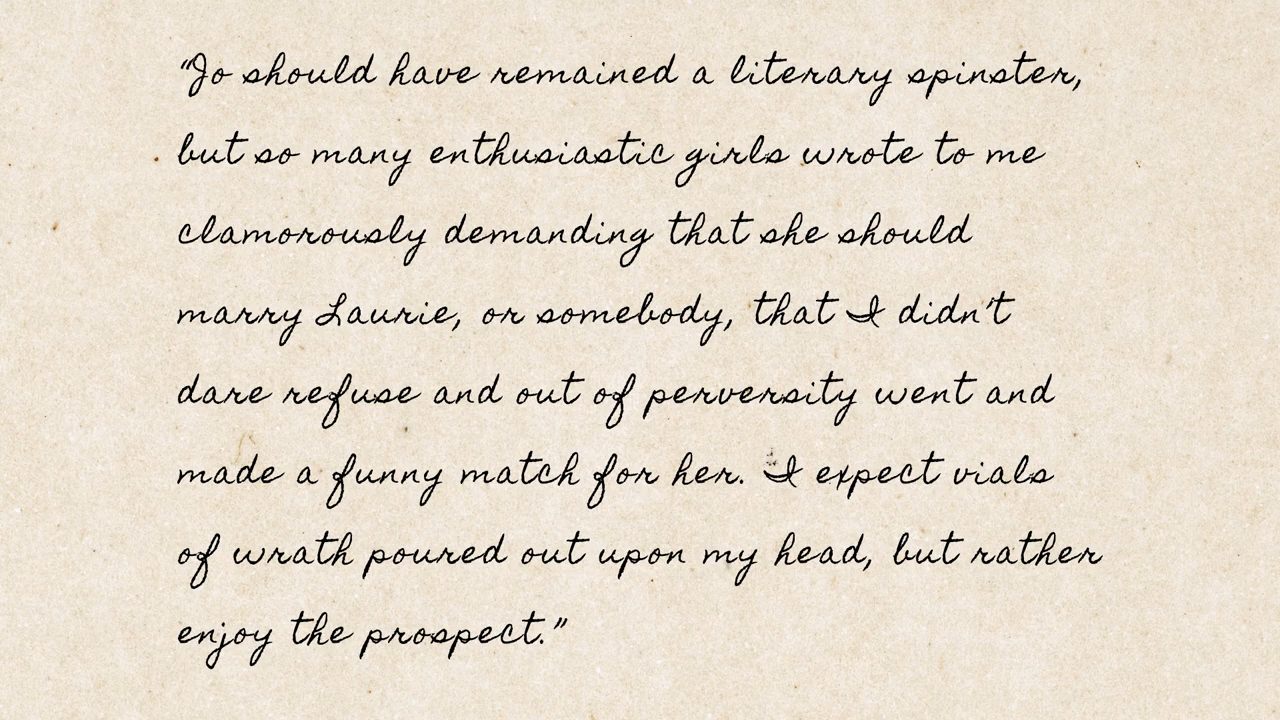 “Jo should have remained a literary spinster,
but so many enthusiastic girls wrote to me
clamorously demanding that she should
marry Laurie, or somebody, that I didn’t
dare refuse and out of perversity went and
made a funny match for her. I expect vials
of wrath poured out upon my head, but rather
enjoy the prospect.”